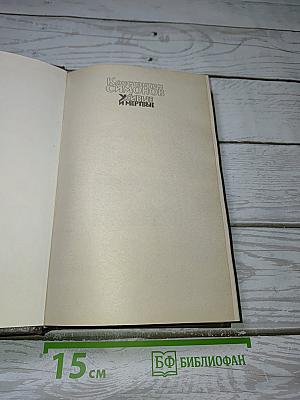 Константин
СИМОНОВ
Живые
и мертвые
15 см
БФ БИБЛИОФАН